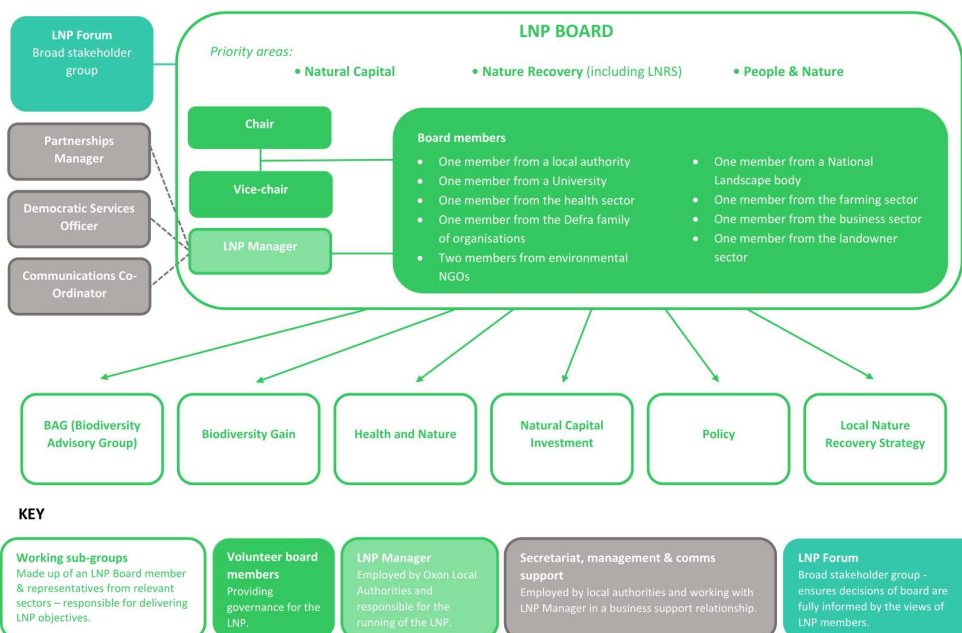 LNP Forum
Broad stakeholder
group
LNP BOARD
Priority areas:
• Natural Capital
• Nature Recovery (including LNRS)
• People & Nature
Partnerships
Manager
Democratic Services
Officer
Communications Co-
Ordinator
Chair
Vice-chair
LNP Manager
Board members
• One member from a local authority
• One member from a University
• One member from the health sector
• One member from the Defra family
of organisations
• Two members from environmental
NGOs
• One member from a National
Landscape body
• One member from the farming sector
• One member from the business sector
• One member from the landowner
sector
BAG (Biodiversity
Advisory Group)
Biodiversity Gain
Health and Nature
Natural Capital
Investment
Policy
Local Nature
Recovery Strategy
KEY
Working sub-groups
Made up of an LNP Board member
& representatives from relevant
sectors – responsible for delivering
LNP objectives.
Volunteer board
members
Providing
governance for the
LNP.
LNP Manager
Employed by Oxon Local
Authorities and
responsible for the
running of the LNP.
Secretariat, management & comms
support
Employed by local authorities and working with
LNP Manager in a business support relationship.
LNP Forum
Broad stakeholder group -
ensures decisions of board are
fully informed by the views of
LNP members.